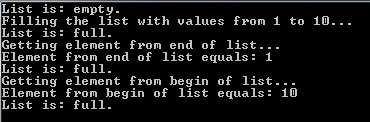 List is: empty.
Filling the list with values from 1 to 10...
List is: full.
Getting element from end of list...
Element from end of list equals: 1
List is: full.
Getting element from begin of list...
Element from begin of list equals: 10
List is: full.